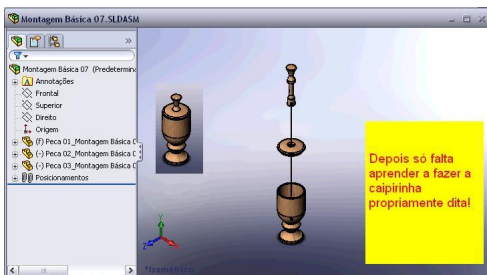 Montagem Básica 07.SLDASM
»
Montagem Básica 07 (Predetermina
Annotações
Frontal
Superior
Direito
Origem
(f) Peca 01_Montagem Básica 0
(-) Peca 02_Montagem Básica 0
(-) Peca 03_Montagem Básica 0
Posicionamentos
Depois só falta
aprender a fazer a
caipirinha
propriamente dita!
Y
X
Z
*Isométrica